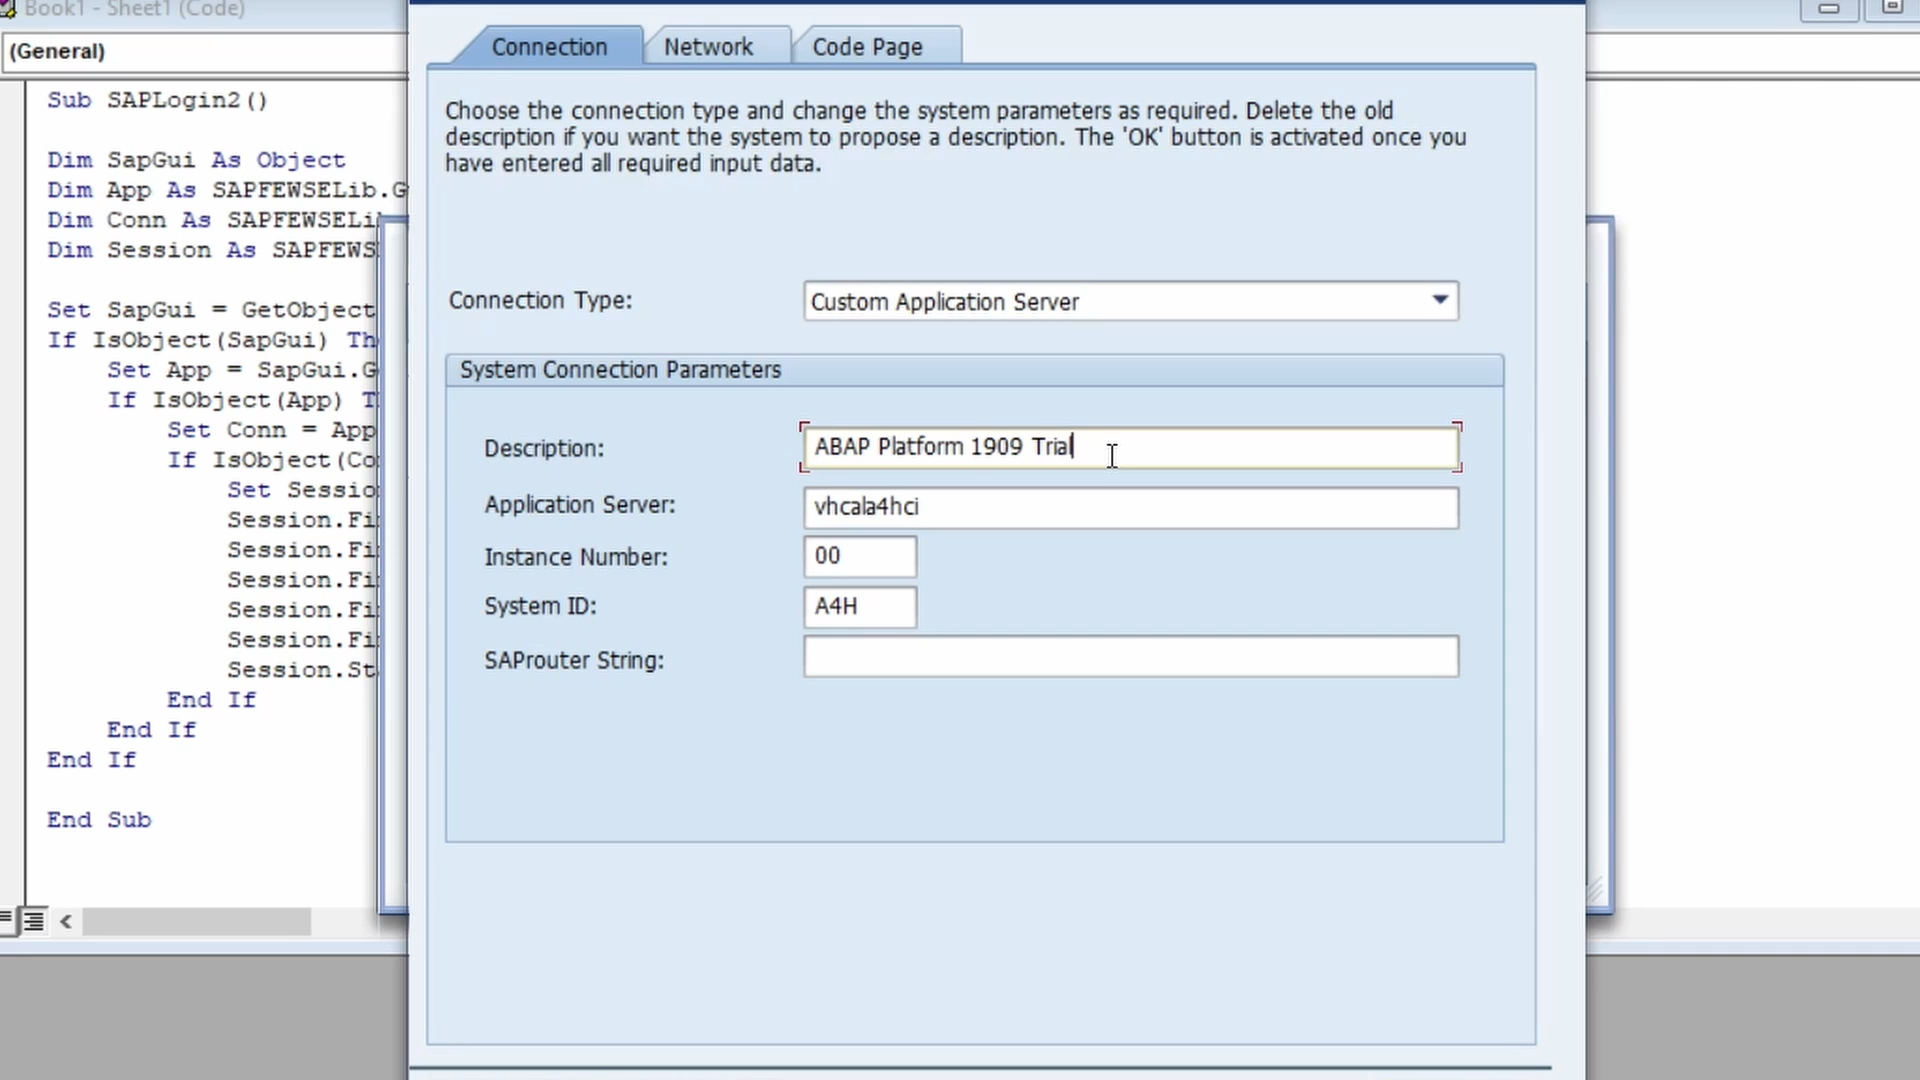 Book1 - Sheet1 (Code)
(General)
Sub SAPLogin2()
Dim SapGui As Object
Dim App As SAPFEWSELib.G
Dim Conn As SAPFEWSELi
Dim Session As SAPFEWS
Set SapGui = GetObject
If IsObject(SapGui) Th
Set App = SapGui.G
If IsObject(App) T
Set Conn = App
If IsObject(Co
Set Sessio
Session.Fi
Session.Fi
Session.Fi
Session.Fi
Session.Fi
Session.St
End If
End If
End If
End Sub
Connection Network Code Page
Choose the connection type and change the system parameters as required. Delete the old
description if you want the system to propose a description. The 'OK' button is activated once you
have entered all required input data.
Connection Type: Custom Application Server
System Connection Parameters
Description: ABAP Platform 1909 Trial
Application Server: vhcala4hci
Instance Number: 00
System ID: A4H
SAProuter String: